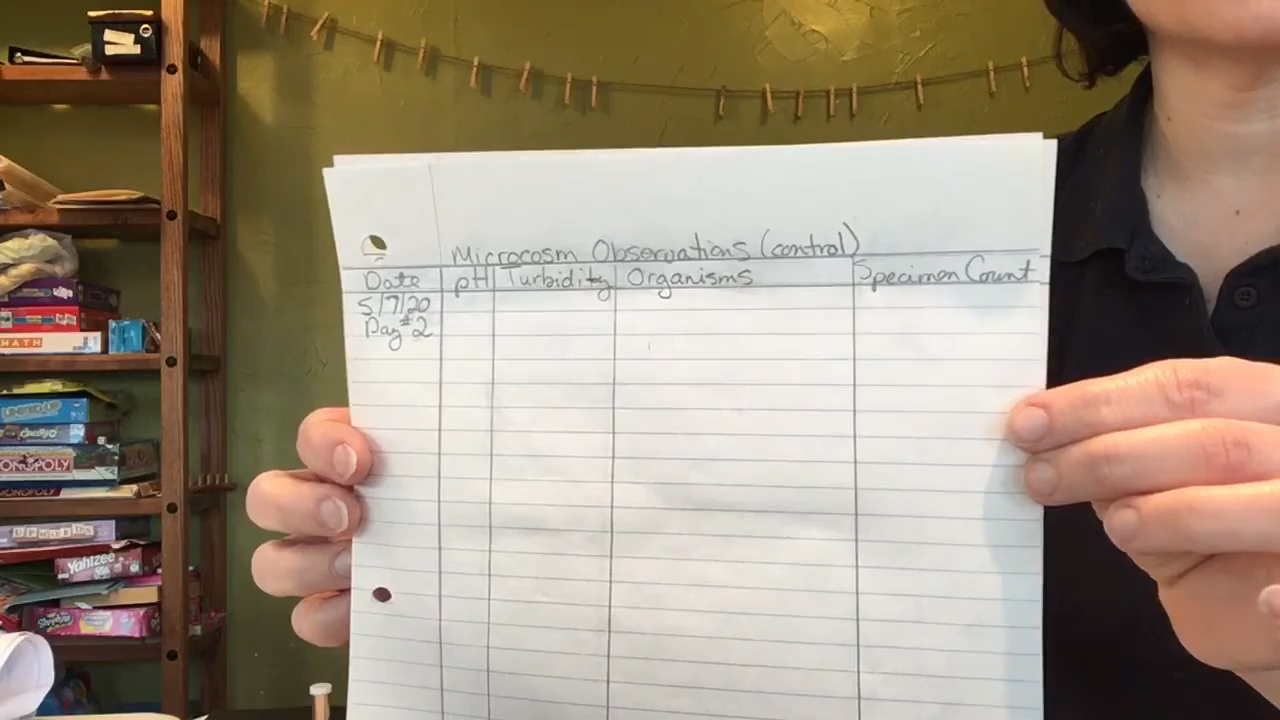 Microcosm Observations (control)
Date pH Turbidity Organisms Specimen Count
5/7/20
Day #2
MATH
MONOPOLY
MONOPOLY
UPWORDS
Yahtzee
Shopkins